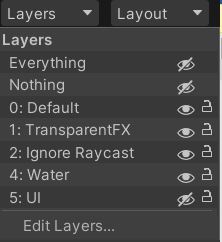 Layers Layout
Layers
Everything
Nothing
0: Default
1: TransparentFX
2: Ignore Raycast
4: Water
5: UI
Edit Layers...